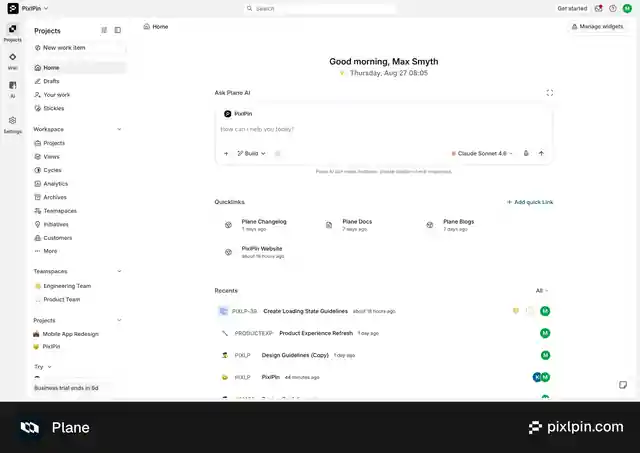 PixlPin
Search
Get started
M
Projects
Wiki
AI
Settings
Projects
New work item
Home
Drafts
Your work
Stickies
Workspace
Projects
Views
Cycles
Analytics
Archives
Teamspaces
Initiatives
Customers
More
Teamspaces
Engineering Team
Product Team
Projects
Mobile App Redesign
PixlPin
Try
Business trial ends in 6d
Home
Manage widgets
Good morning, Max Smyth
Thursday, Aug 27 08:05
Ask Plane AI
PixlPin
How can I help you today?
Build
Claude Sonnet 4.6
Quicklinks
Add quick Link
Plane Changelog
7 days ago
Plane Docs
7 days ago
Plane Blogs
7 days ago
PixlPin Website
about 18 hours ago
Recents
All
Create Loading State Guidelines about 18 hours ago
M
PRODUCTEXP Product Experience Refresh 1 day ago
M
PIXLP Design Guidelines (Copy) 1 day ago
M
PIXLP PixlPin 44 minutes ago
M
Plane
pixlpin.com